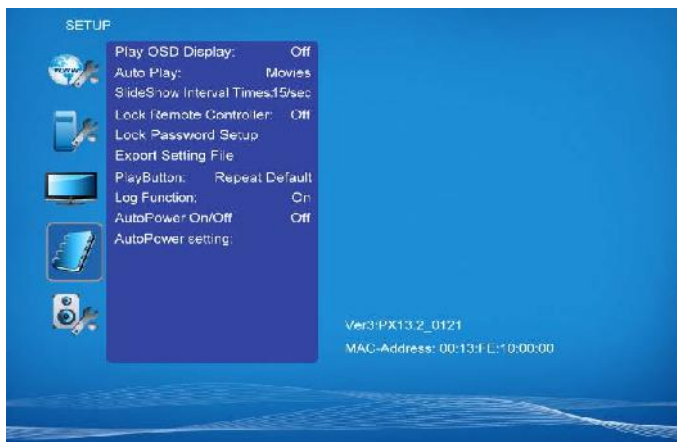 SETUP
www
Play OSD Display: Off
Auto Play: Movies
SlideShow Interval Times:15/sec
Lock Remote Controller: Off
Lock Password Setup
Export Setting File
PlayButton: Repeat Default
Log Function: On
AutoPower On/Off Off
AutoPower setting:
Ver3:PX13.2_0121
MAC-Address: 00:13:FE:10:00:00